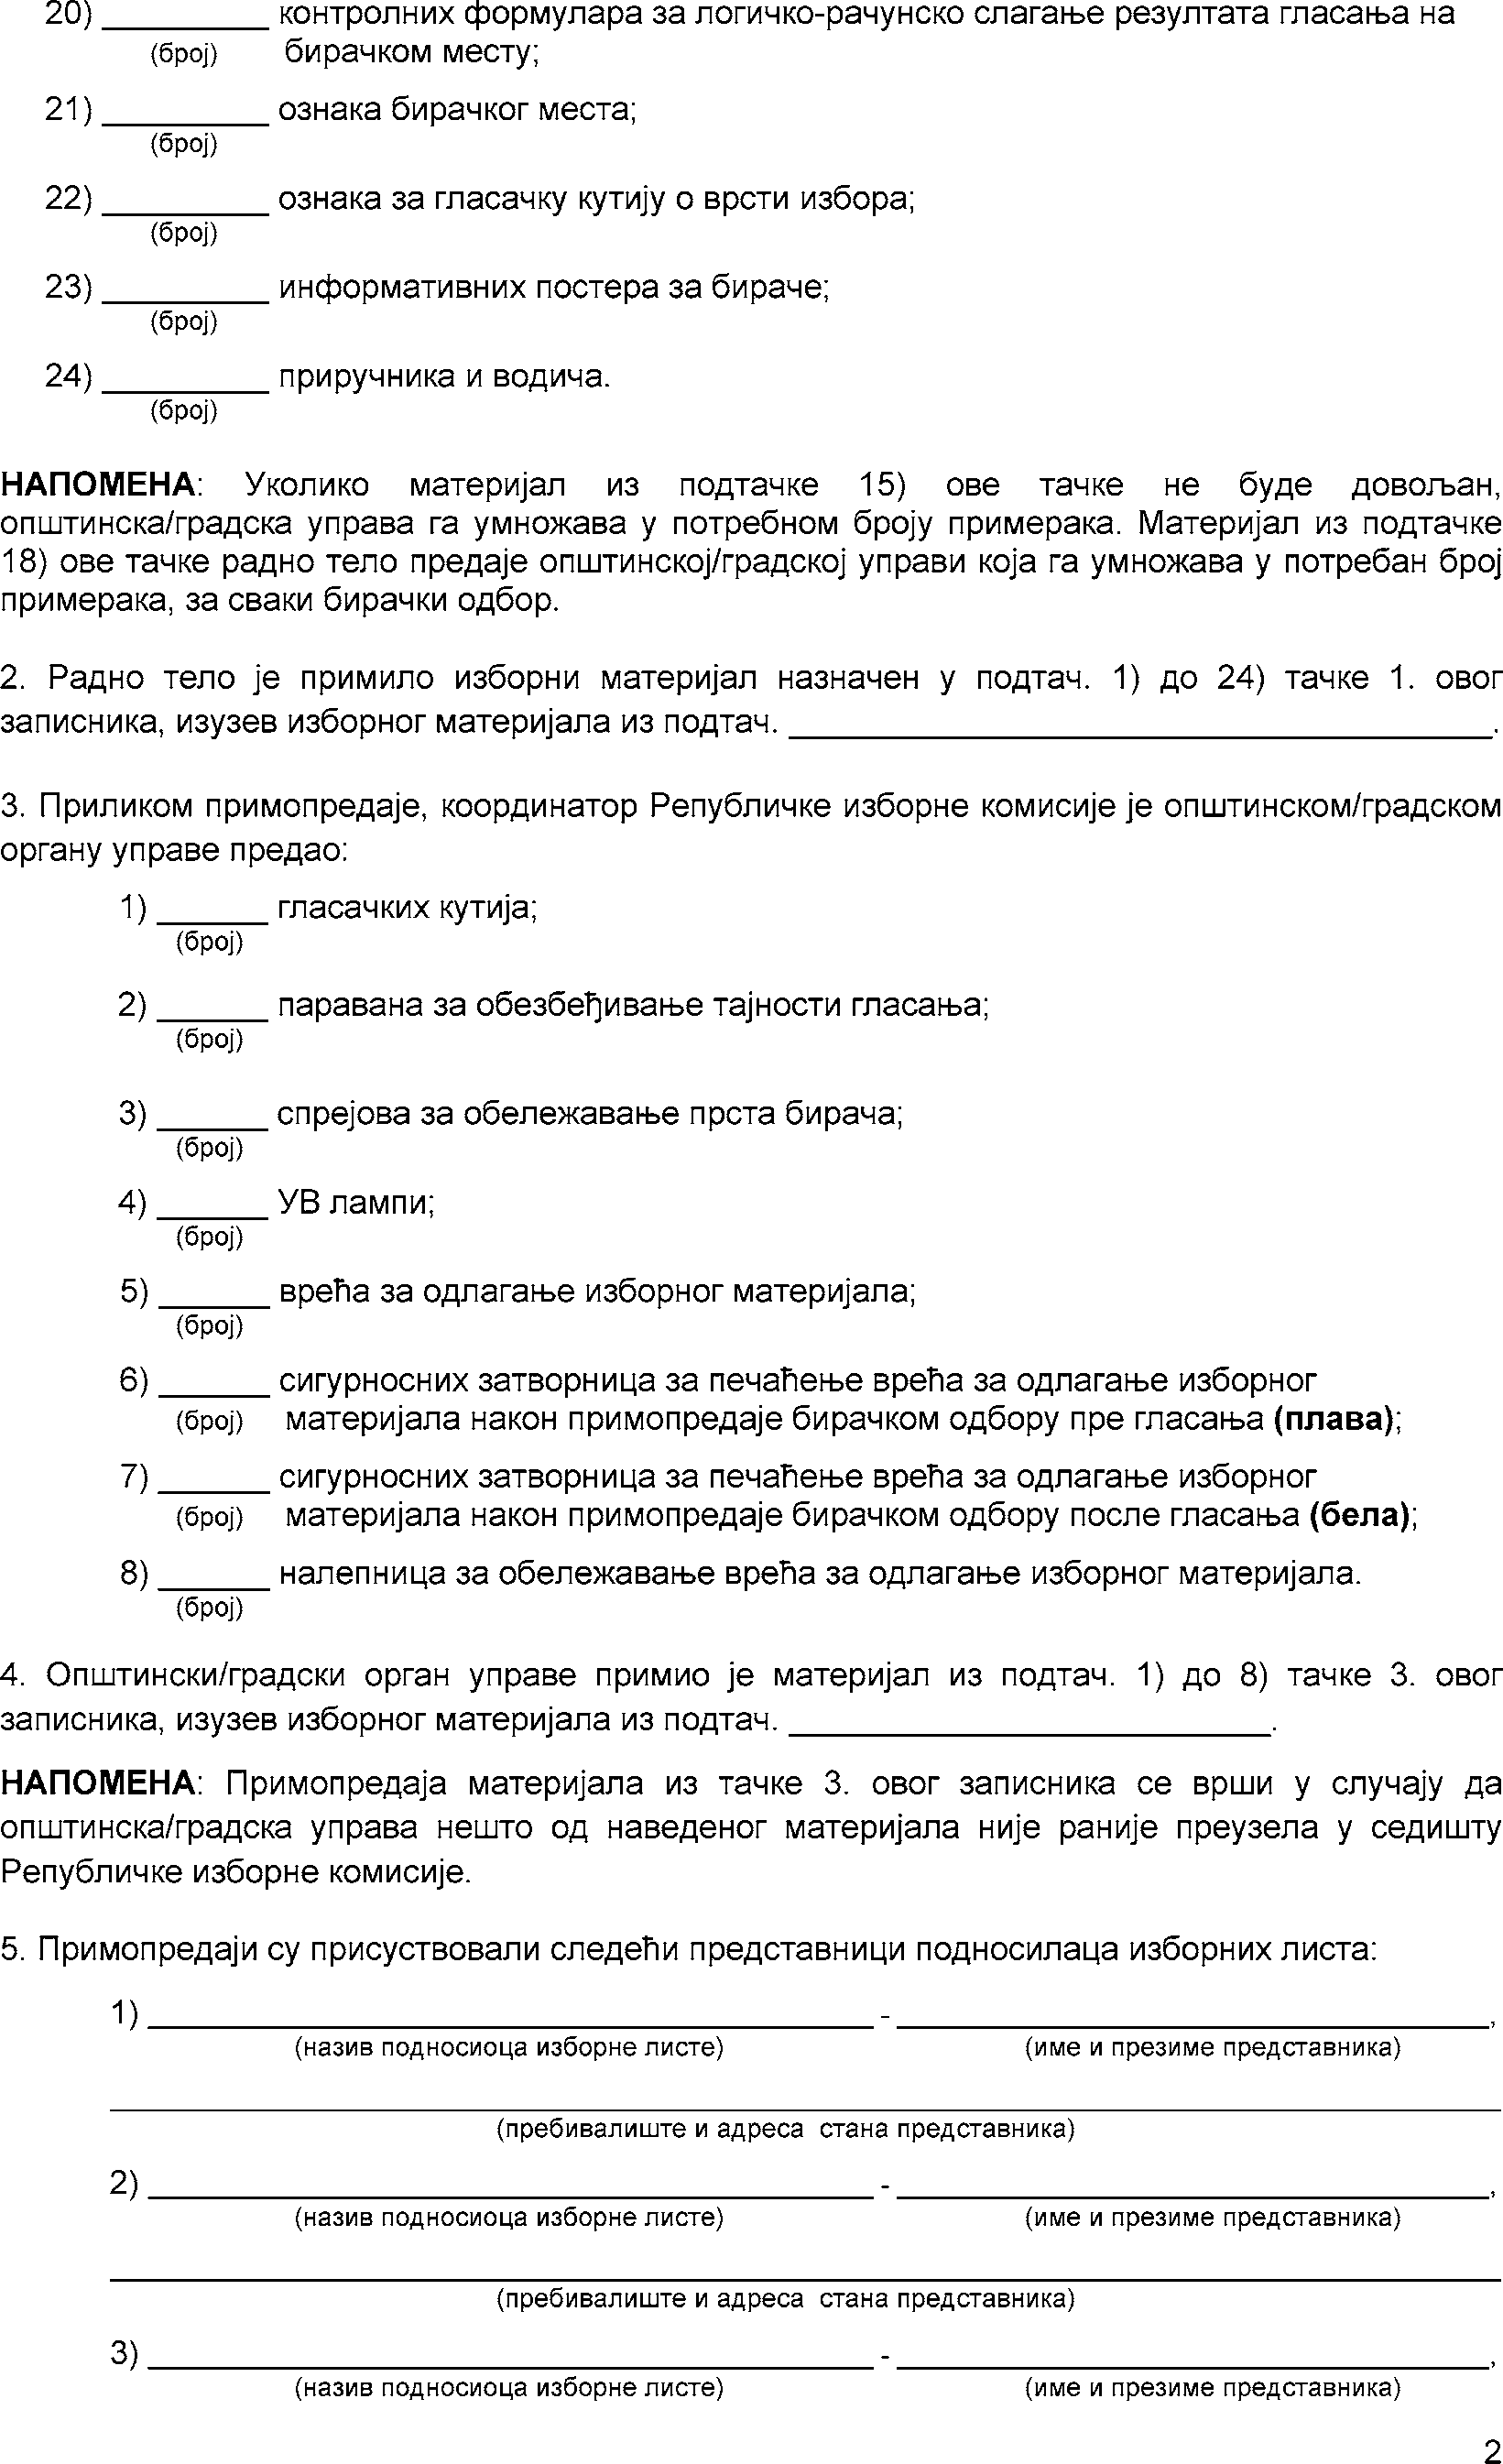 20) _________ контролних формулара за логичко-рачунско слагање резултата гласања на
(број) бирачком месту;
21) _________ ознака бирачког места;
(број)
22) _________ ознака за гласачку кутију о врсти избора;
(број)
23) _________ информативних постера за бираче;
(број)
24) _________ приручника и водича.
(број)
НАПОМЕНА: Уколико материјал из подтачке 15) ове тачке не буде довољан,
општинска/градска управа га умножава у потребном броју примерака. Материјал из подтачке
18) ове тачке радно тело предаје општинској/градској управи која га умножава у потребан број
примерака, за сваки бирачки одбор.
2. Радно тело је примило изборни материјал назначен у подтач. 1) до 24) тачке 1. овог
записника, изузев изборног материјала из подтач. ______________________________________.
3. Приликом примопредаје, координатор Републичке изборне комисије је општинском/градском
органу управе предао:
1) ______ гласачких кутија;
(број)
2) ______ паравана за обезбеђивање тајности гласања;
(број)
3) ______ спрејова за обележавање прста бирача;
(број)
4) ______ УВ лампи;
(број)
5) ______ врећа за одлагање изборног материјала;
(број)
6) ______ сигурносних затворница за печаћење врећа за одлагање изборног
(број) материјала након примопредаје бирачком одбору пре гласања (плава);
7) ______ сигурносних затворница за печаћење врећа за одлагање изборног
(број) материјала након примопредаје бирачком одбору после гласања (бела);
8) ______ налепница за обележавање врећа за одлагање изборног материјала.
(број)
4. Општински/градски орган управе примио је материјал из подтач. 1) до 8) тачке 3. овог
записника, изузев изборног материјала из подтач. __________________________.
НАПОМЕНА: Примопредаја материјала из тачке 3. овог записника се врши у случају да
општинска/градска управа нешто од наведеног материјала није раније преузела у седишту
Републичке изборне комисије.
5. Примопредаји су присуствовали следећи представници подносилаца изборних листа:
1) _______________________________________ - ________________________________,
(назив подносиоца изборне листе) (име и презиме представника)
___________________________________________________________________________
(пребивалиште и адреса стана представника)
2) _______________________________________ - ________________________________,
(назив подносиоца изборне листе) (име и презиме представника)
___________________________________________________________________________
(пребивалиште и адреса стана представника)
3) _______________________________________ - ________________________________,
(назив подносиоца изборне листе) (име и презиме представника)
2